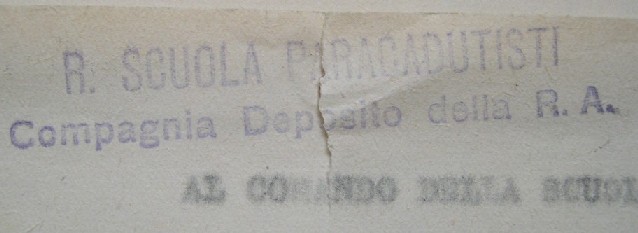 R. SCUOLA PARACADUTISTI
Compagnia Deposito della R. A.
AL COMANDO DELLA SCUOL